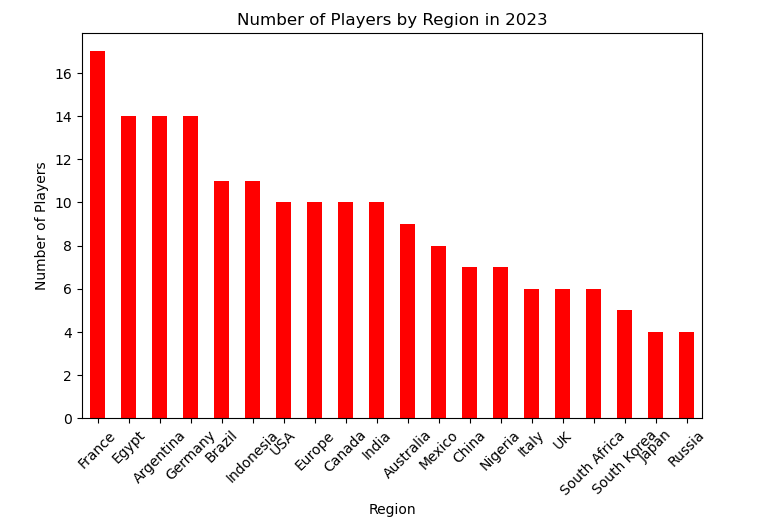 Number of Players by Region in 2023
Number of Players
16
14
12
10
8
6
4
2
0
France
Egypt
Argentina
Germany
Brazil
Indonesia
USA
Europe
Canada
India
Australia
Mexico
China
Nigeria
Italy
UK
South Africa
South Korea
Japan
Russia
Region